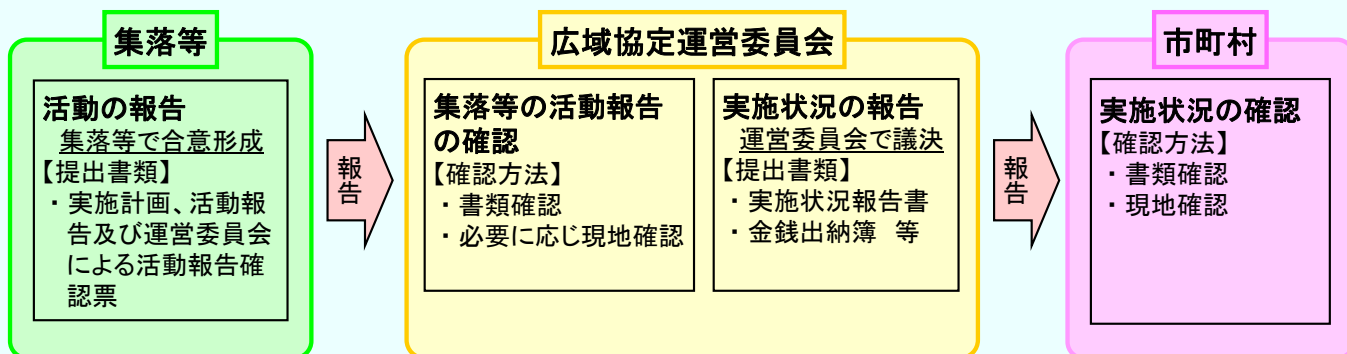 集落等
活動の報告
集落等で合意形成
【提出書類】
・実施計画、活動報
告及び運営委員会
による活動報告確
認票
報告
広域協定運営委員会
集落等の活動報告
の確認
【確認方法】
・書類確認
・必要に応じ現地確認
実施状況の報告
運営委員会で議決
【提出書類】
・実施状況報告書
・金銭出納簿 等
報告
市町村
実施状況の確認
【確認方法】
・書類確認
・現地確認